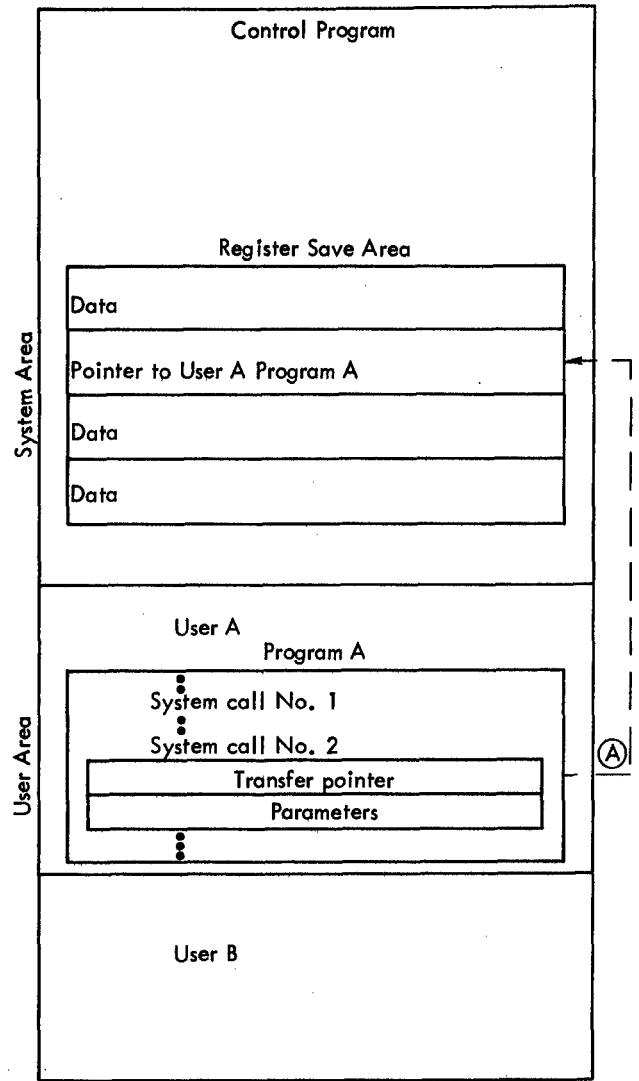 Control Program
Register Save Area
Data
Pointer to User A Program A
Data
Data
System Area
User A
Program A
System call No. 1
System call No. 2
Transfer pointer
Parameters
User Area
A
User B